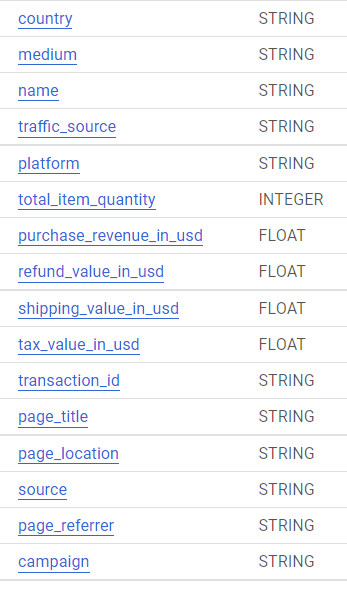 country STRING
medium STRING
name STRING
traffic_source STRING
platform STRING
total_item_quantity INTEGER
purchase_revenue_in_usd FLOAT
refund_value_in_usd FLOAT
shipping_value_in_usd FLOAT
tax_value_in_usd FLOAT
transaction_id STRING
page_title STRING
page_location STRING
source STRING
page_referrer STRING
campaign STRING